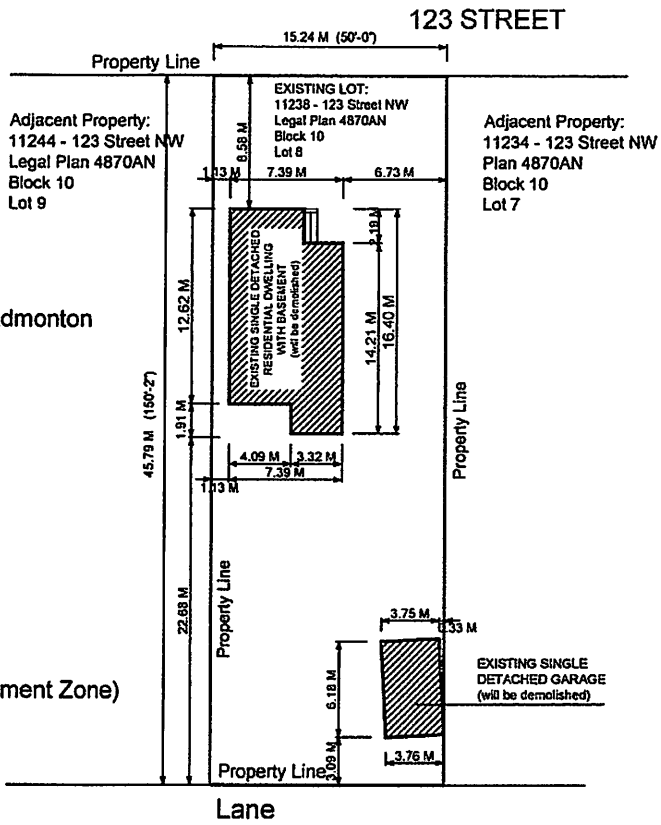 123 STREET
15.24 M (50'-0")
Property Line
EXISTING LOT:
11238 - 123 Street NW
Legal Plan 4870AN
Block 10
Lot 8
Adjacent Property:
11244 - 123 Street NW
Legal Plan 4870AN
Block 10
Lot 9
Adjacent Property:
11234 - 123 Street NW
Plan 4870AN
Block 10
Lot 7
8.58 M
1.13 M
7.39 M
6.73 M
2.19 M
12.62 M
EXISTING SINGLE DETACHED
RESIDENTIAL DWELLING
WITH BASEMENT
(will be demolished)
14.21 M
16.40 M
dmonton
45.79 M (150'-2")
1.91 M
Property Line
4.09 M
3.32 M
7.39 M
1.13 M
22.68 M
Property Line
3.75 M
.33 M
6.18 M
EXISTING SINGLE
DETACHED GARAGE
(will be demolished)
ment Zone)
3.09 M
3.76 M
Property Line
Lane